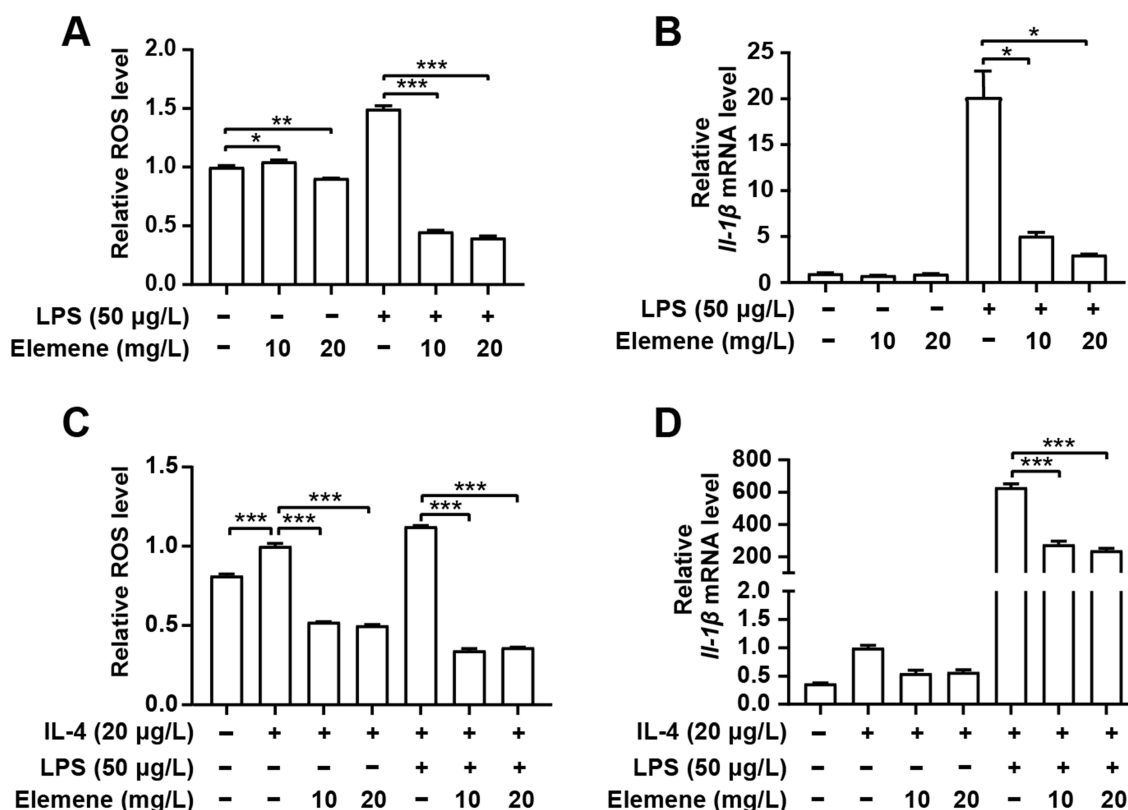 A
Relative ROS level
2.0
1.5
1.0
0.5
0.0
*
**
***
***
LPS (50 µg/L) – – – + + +
Elemene (mg/L) – 10 20 – 10 20
B
Relative
Il-1β mRNA level
25
20
15
10
5
0
*
*
LPS (50 µg/L) – – – + + +
Elemene (mg/L) – 10 20 – 10 20
C
Relative ROS level
1.5
1.0
0.5
0.0
***
***
***
***
***
IL-4 (20 µg/L) – + + + + + +
LPS (50 µg/L) – – – – + + +
Elemene (mg/L) – – 10 20 – 10 20
D
Relative
Il-1β mRNA level
800
600
400
200
2.0
1.5
1.0
0.5
0.0
***
***
IL-4 (20 µg/L) – + + + + + +
LPS (50 µg/L) – – – – + + +
Elemene (mg/L) – – 10 20 – 10 20